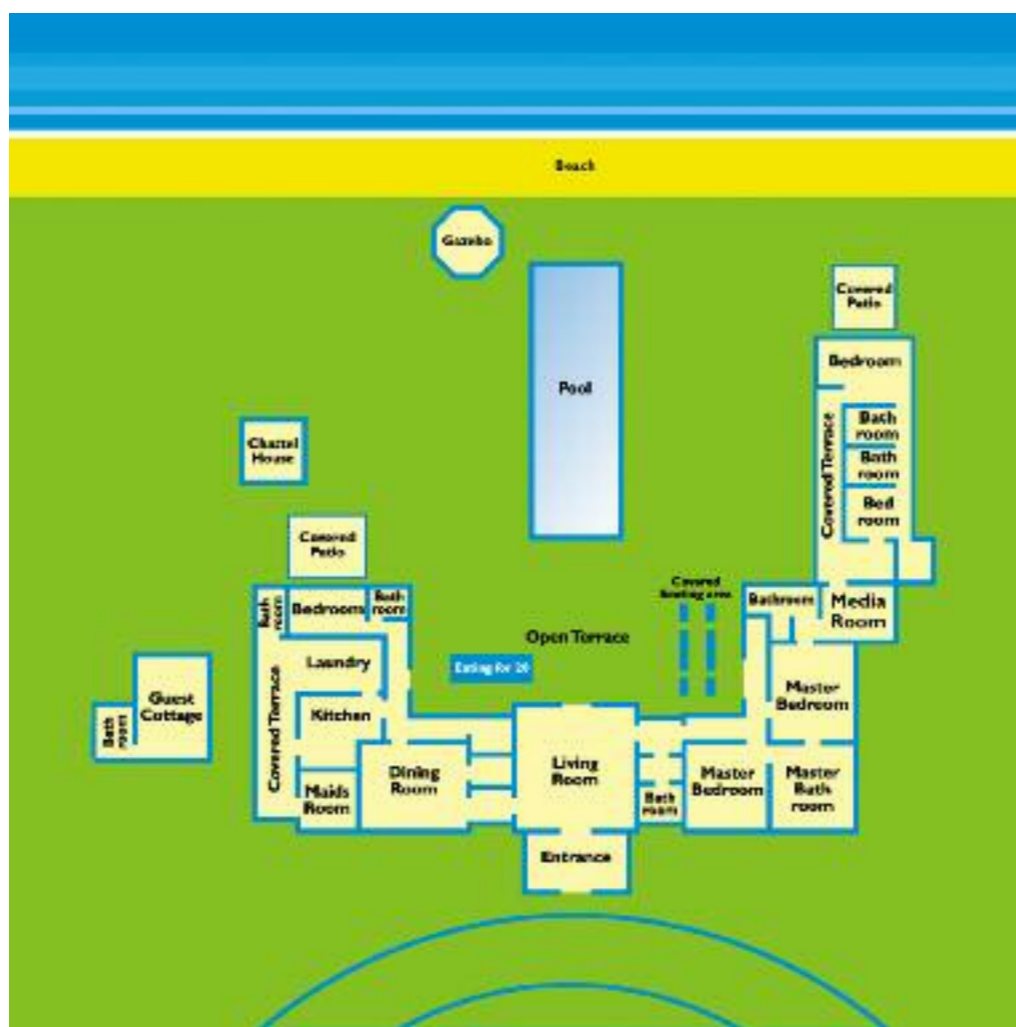 Beach
Gazebo
Covered
Patio
Bedroom
Pool
Bath
room
Bath
room
Bed
room
Covered Terrace
Chattel
House
Covered
Patio
Covered
Seating area
Bath
room
Bedroom
Bath
room
Bathroom
Media
Room
Open Terrace
Eating for 20
Laundry
Guest
Cottage
Bath
room
Kitchen
Covered Terrace
Master
Bedroom
Dining
Room
Living
Room
Master
Bedroom
Master
Bath
room
Maids
Room
Bath
room
Entrance